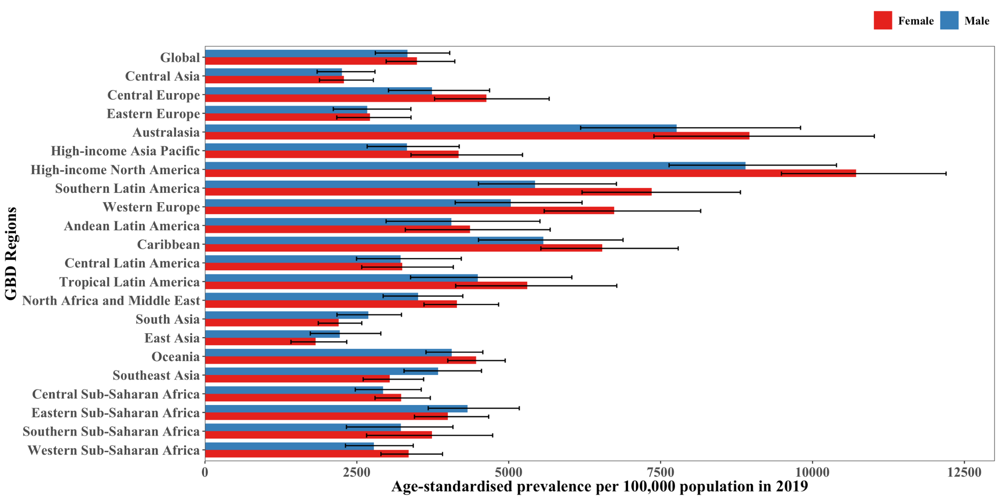 Female Male
Global
Central Asia
Central Europe
Eastern Europe
Australasia
High-income Asia Pacific
High-income North America
Southern Latin America
Western Europe
Andean Latin America
Caribbean
Central Latin America
Tropical Latin America
North Africa and Middle East
South Asia
East Asia
Oceania
Southeast Asia
Central Sub-Saharan Africa
Eastern Sub-Saharan Africa
Southern Sub-Saharan Africa
Western Sub-Saharan Africa
GBD Regions
0 2500 5000 7500 10000 12500
Age-standardised prevalence per 100,000 population in 2019